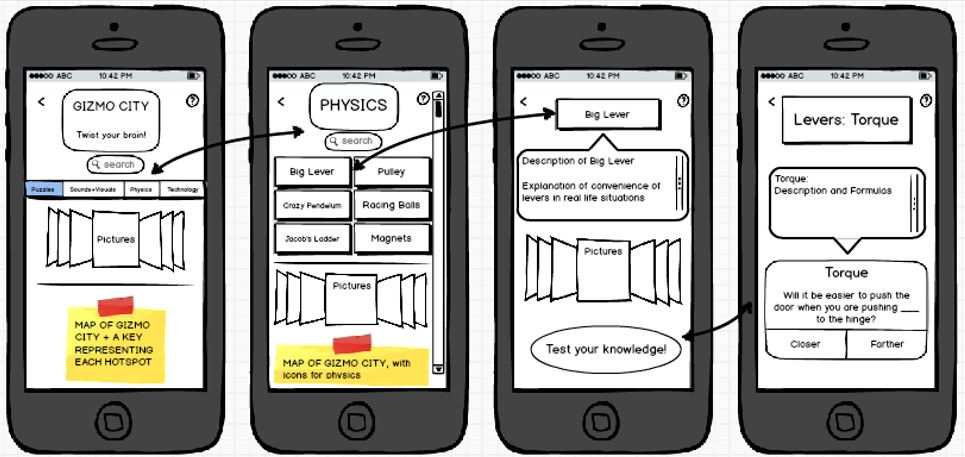 ABC 10:42 PM
<
GIZMO CITY
?
Twist your brain!
search
Puzzles Sounds+Visuals Physics Technology
Pictures
MAP OF GIZMO
CITY + A KEY
REPRESENTING
EACH HOTSPOT
ABC 10:42 PM
<
PHYSICS
?
search
Big Lever Pulley
Crazy Pendelum Racing Balls
Jacob's Ladder Magnets
Pictures
MAP OF GIZMO CITY, with
icons for physics
ABC 10:42 PM
<
?
Big Lever
Description of Big Lever
Explanation of convenience of
levers in real life situations
Pictures
Test your knowledge!
ABC 10:42 PM
<
?
Levers: Torque
Torque:
Description and Formulas
Torque
Will it be easier to push the
door when you are pushing ___
to the hinge?
Closer Farther